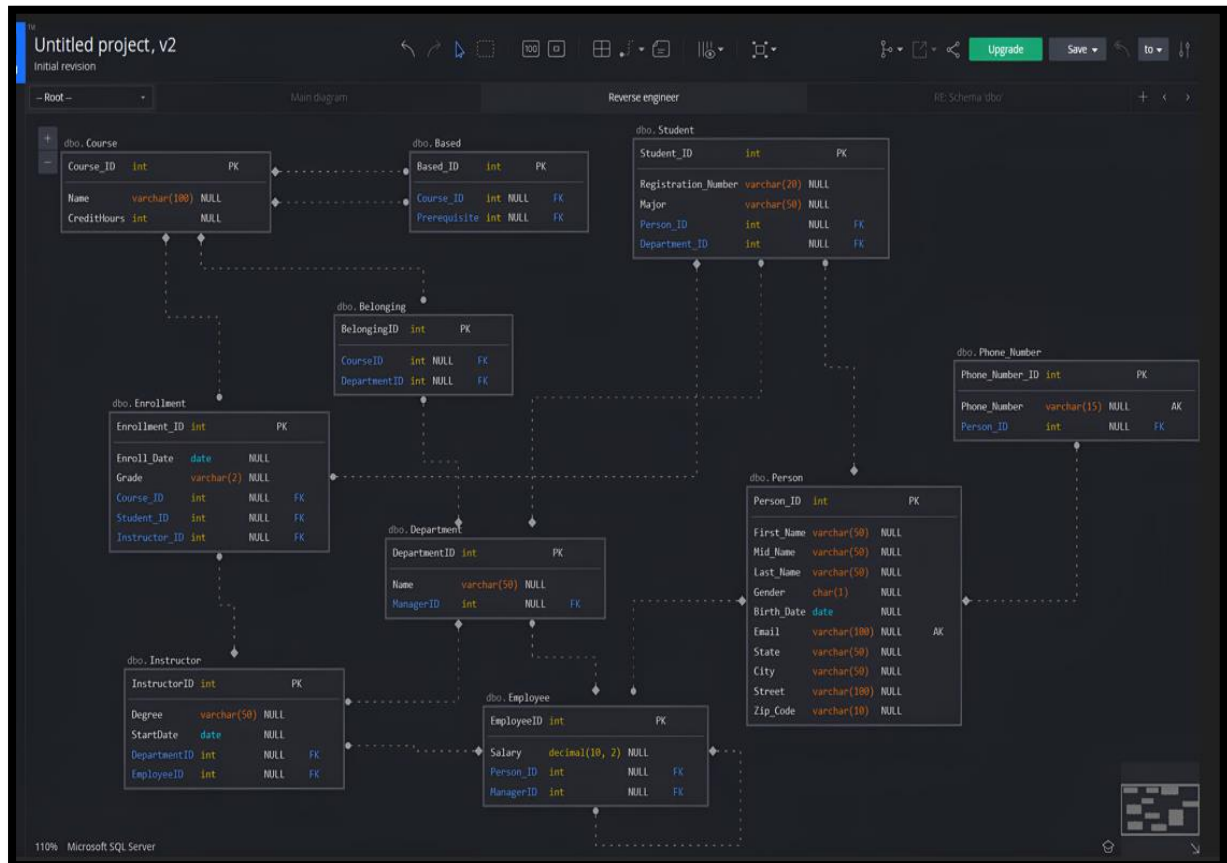 Untitled project, v2
Initial revision
100
Upgrade
Save
to
-- Root --
Main diagram
Reverse engineer
RE: Schema 'dbo'
dbo. Course
Course_ID int PK
Name varchar(100) NULL
CreditHours int NULL
dbo. Based
Based_ID int PK
Course_ID int NULL FK
Prerequisite int NULL FK
dbo. Student
Student_ID int PK
Registration_Number varchar(20) NULL
Major varchar(50) NULL
Person_ID int NULL FK
Department_ID int NULL FK
dbo. Belonging
BelongingID int PK
CourseID int NULL FK
DepartmentID int NULL FK
dbo. Phone_Number
Phone_Number_ID int PK
Phone_Number varchar(15) NULL AK
Person_ID int NULL FK
dbo. Enrollment
Enrollment_ID int PK
Enroll_Date date NULL
Grade varchar(2) NULL
Course_ID int NULL FK
Student_ID int NULL FK
Instructor_ID int NULL FK
dbo. Person
Person_ID int PK
First_Name varchar(50) NULL
Mid_Name varchar(50) NULL
Last_Name varchar(50) NULL
Gender char(1) NULL
Birth_Date date NULL
Email varchar(100) NULL AK
State varchar(50) NULL
City varchar(50) NULL
Street varchar(100) NULL
Zip_Code varchar(10) NULL
dbo. Department
DepartmentID int PK
Name varchar(50) NULL
ManagerID int NULL FK
dbo. Instructor
InstructorID int PK
Degree varchar(50) NULL
StartDate date NULL
DepartmentID int NULL FK
EmployeeID int NULL FK
dbo. Employee
EmployeeID int PK
Salary decimal(10, 2) NULL
Person_ID int NULL FK
ManagerID int NULL FK
110% Microsoft SQL Server